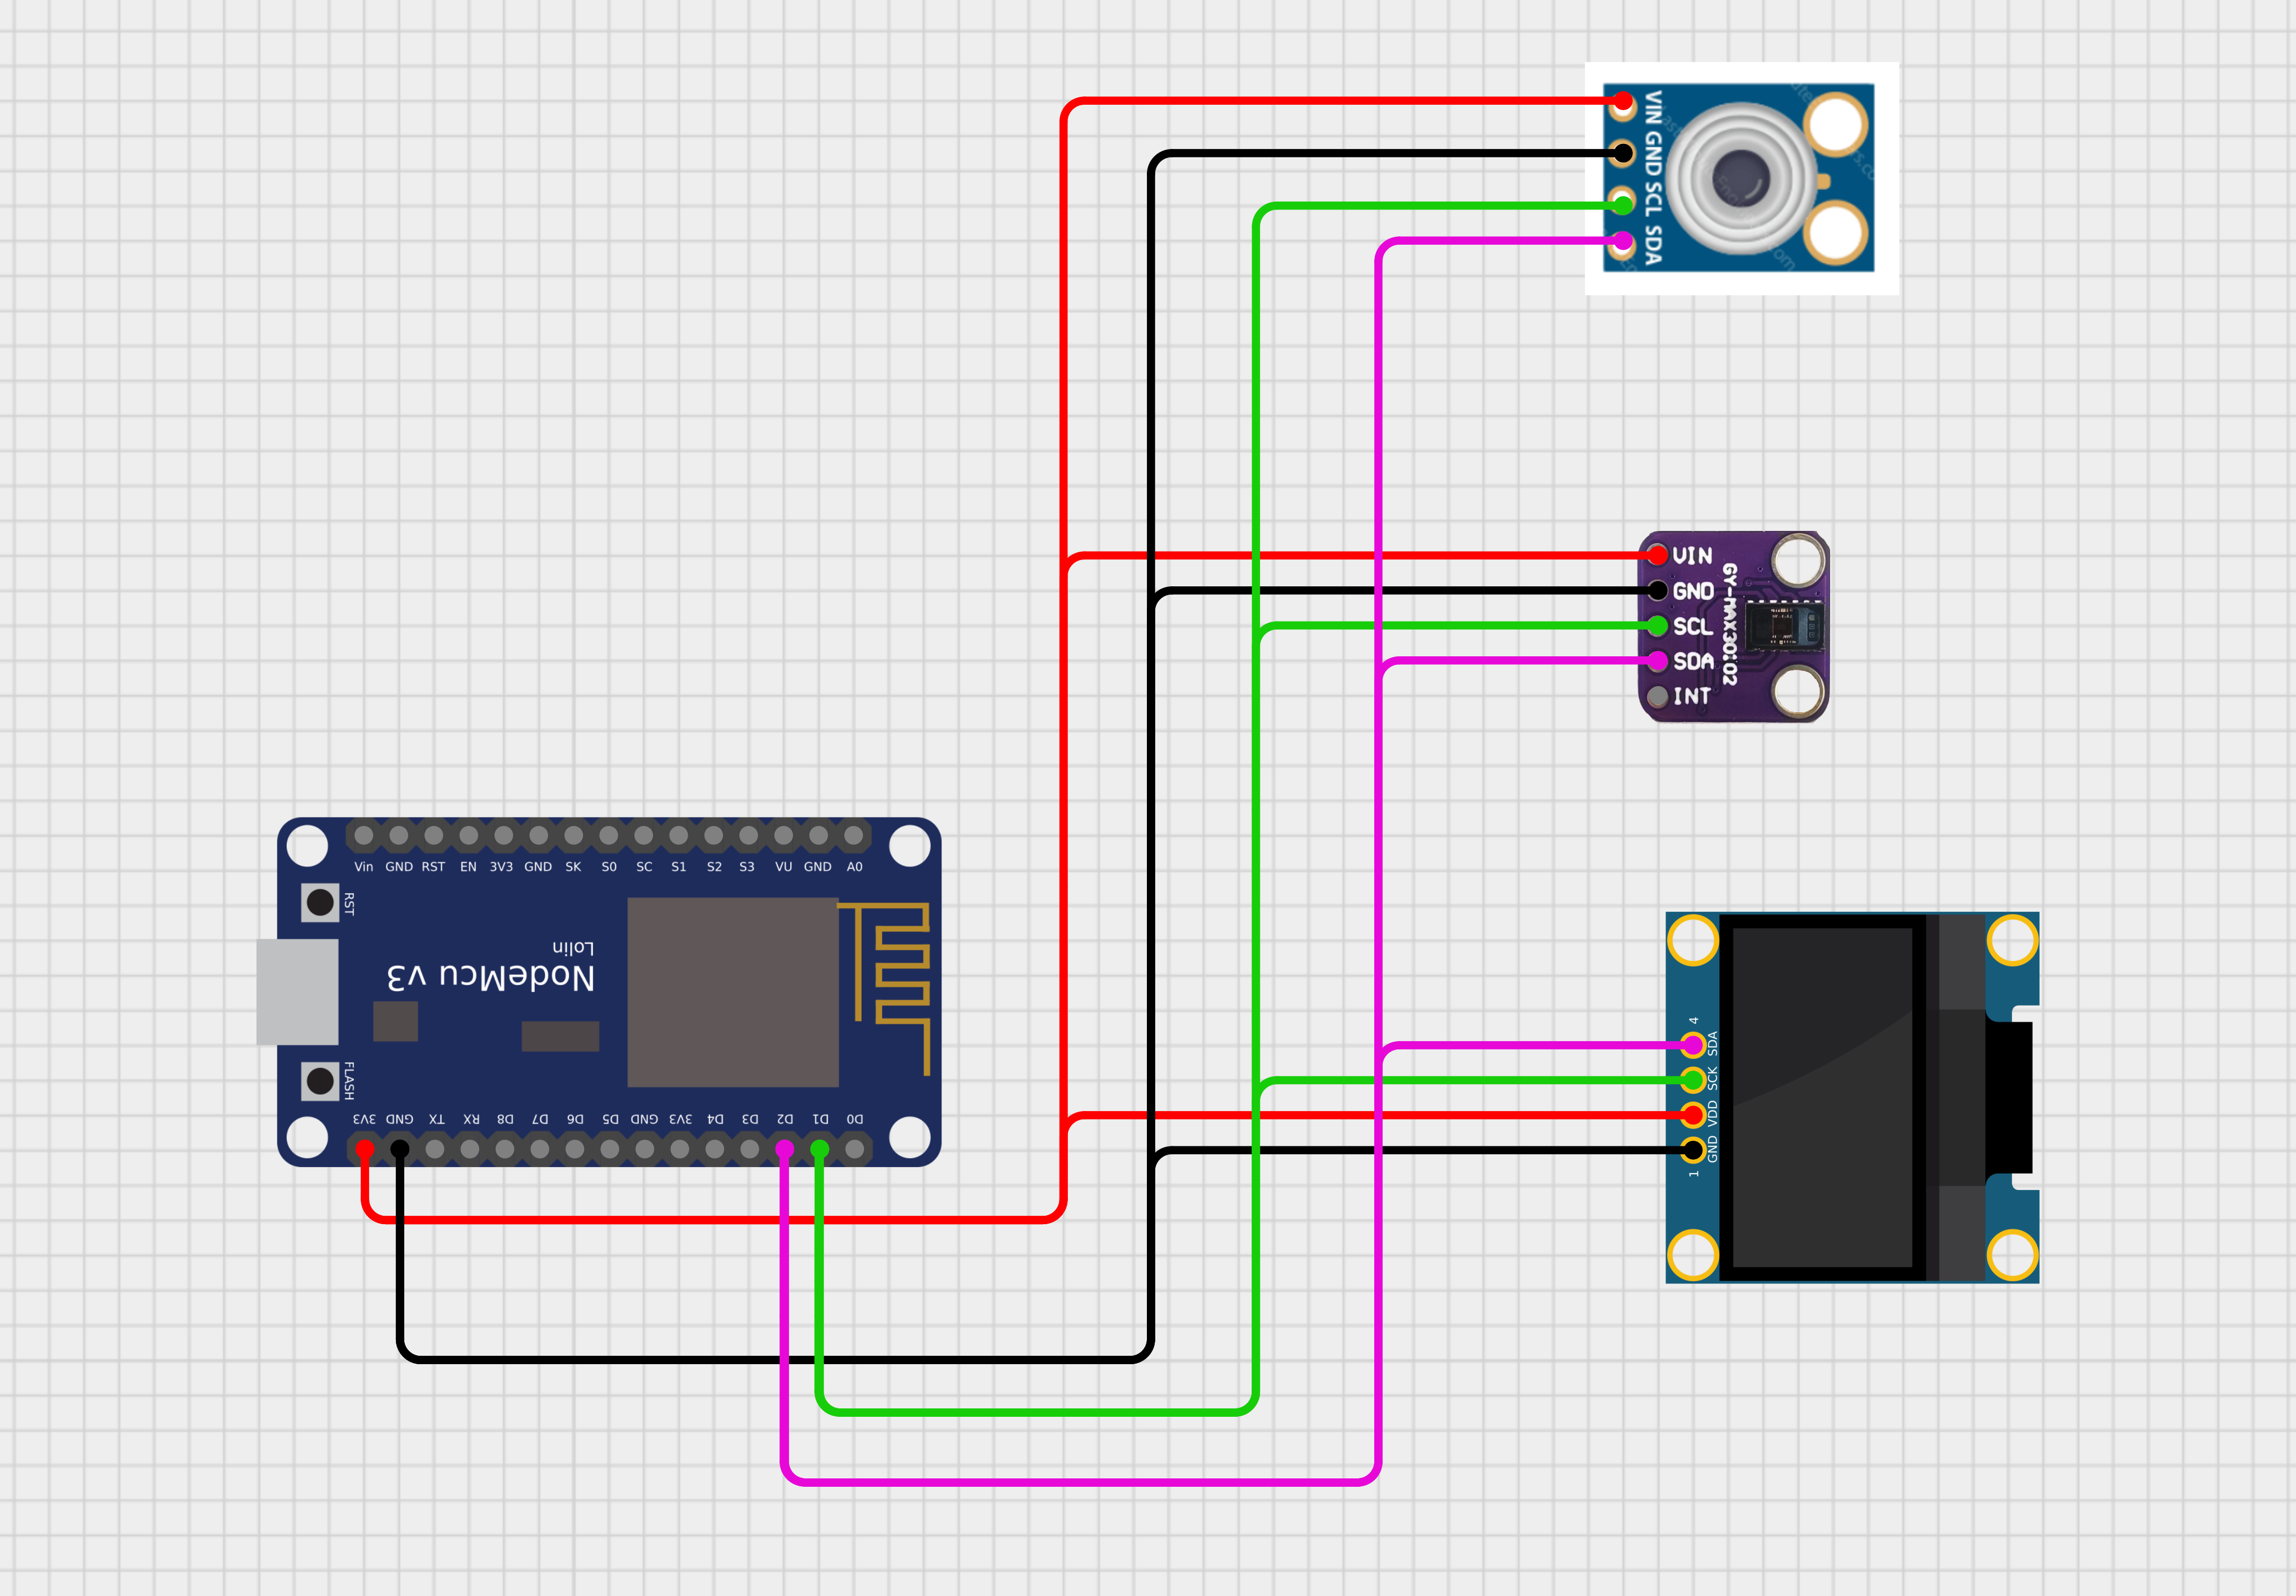 VIN GND SCL SDA
VIN
GND
SCL
SDA
INT
GY-MAX30102
Vin GND RST EN 3V3 GND SK S0 SC S1 S2 S3 VU GND A0
RST
Lolin
NodeMcu v3
FLASH
3V3 GND TX RX D8 D7 D6 D5 GND 3V3 D4 D3 D2 D1 D0
4
SDA
SCK
VDD
GND
1